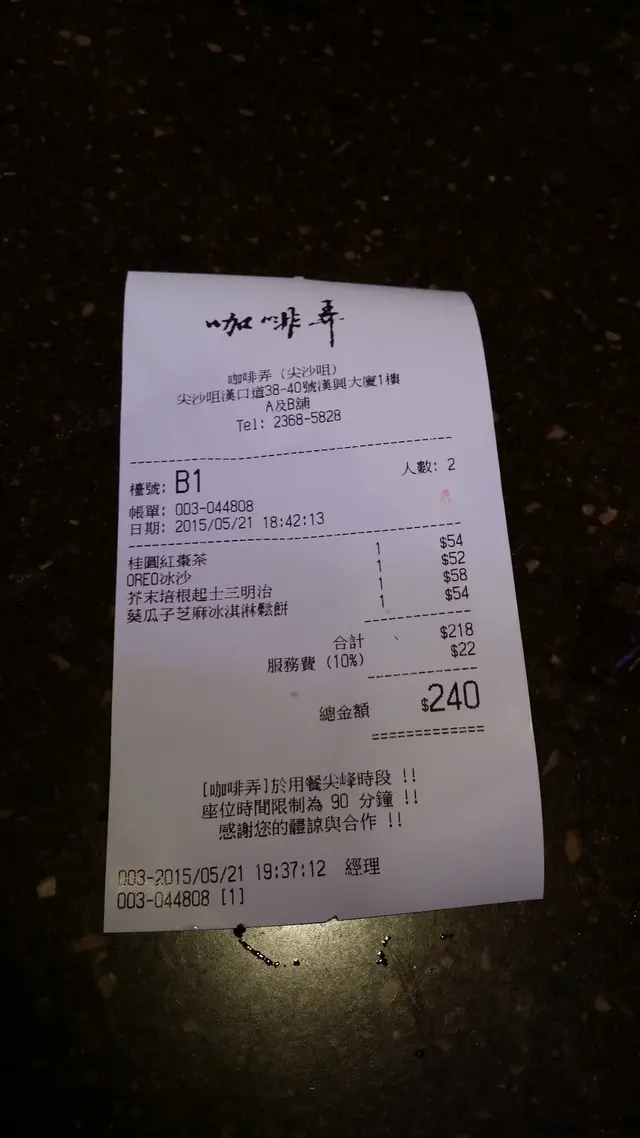 咖啡弄
咖啡弄 (尖沙咀)
尖沙咀漢口道38-40號漢興大廈1樓
A及B舖
Tel: 2368-5828
檯號: B1 人數: 2
帳單: 003-044808
日期: 2015/05/21 18:42:13
桂圓紅棗茶 1 $54
OREO冰沙 1 $52
芥末培根起士三明治 1 $58
葵瓜子芝麻冰淇淋鬆餅 1 $54
合計 $218
服務費 (10%) $22
總金額 $240
[咖啡弄]於用餐尖峰時段 !!
座位時間限制為 90 分鐘 !!
感謝您的體諒與合作 !!
003-2015/05/21 19:37:12 經理
003-044808 [1]